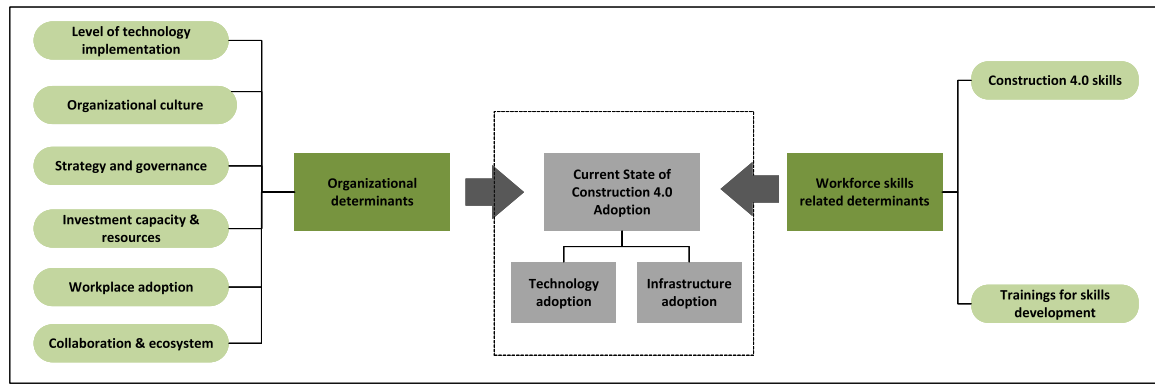 Level of technology
implementation
Organizational culture
Strategy and governance
Investment capacity &
resources
Workplace adoption
Collaboration & ecosystem
Organizational
determinants
Current State of
Construction 4.0
Adoption
Technology
adoption
Infrastructure
adoption
Workforce skills
related determinants
Construction 4.0 skills
Trainings for skills
development